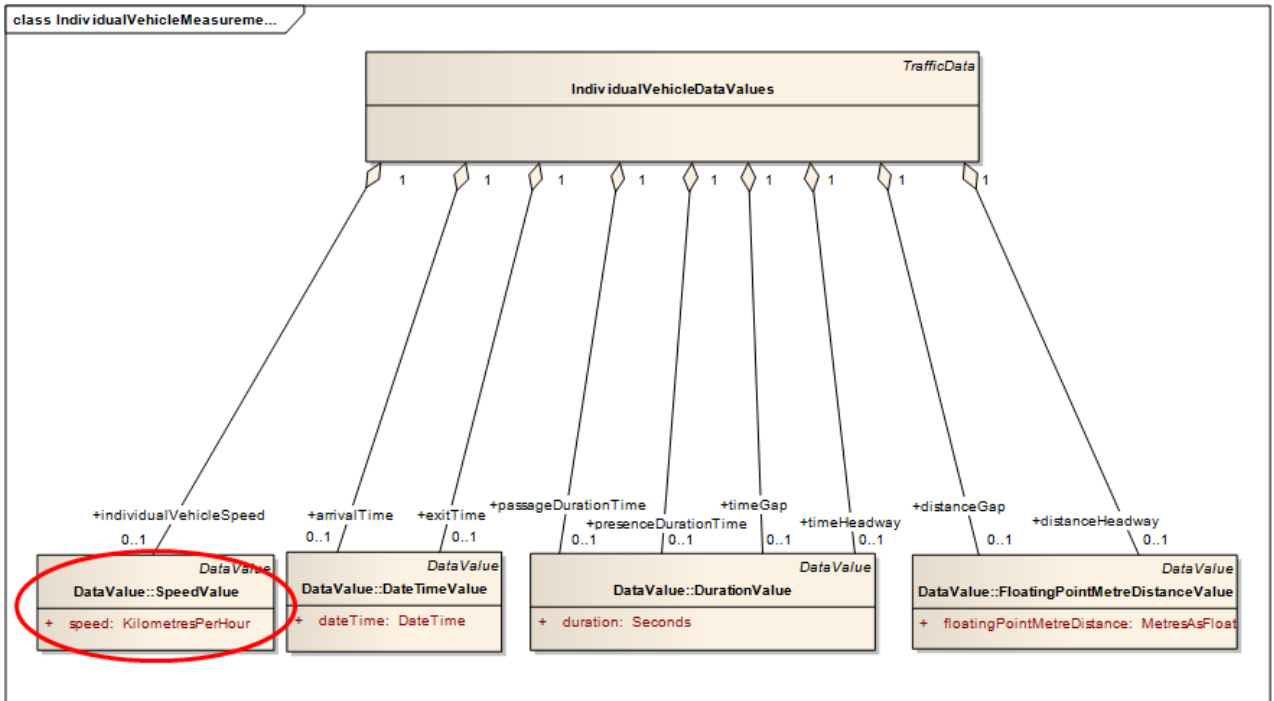 class IndividualVehicleMeasureme...
TrafficData
IndividualVehicleDataValues
1 1 1 1 1 1 1 1 1
+individualVehicleSpeed
+arrivalTime
+exitTime
+passageDurationTime
+presenceDurationTime
+timeGap
+timeHeadway
+distanceGap
+distanceHeadway
0..1 0..1 0..1 0..1 0..1 0..1 0..1 0..1 0..1
DataValue
DataValue::SpeedValue
+ speed: KilometresPerHour
DataValue
DataValue::DateTimeValue
+ dateTime: DateTime
DataValue
DataValue::DurationValue
+ duration: Seconds
DataValue
DataValue::FloatingPointMetreDistanceValue
+ floatingPointMetreDistance: MetresAsFloat